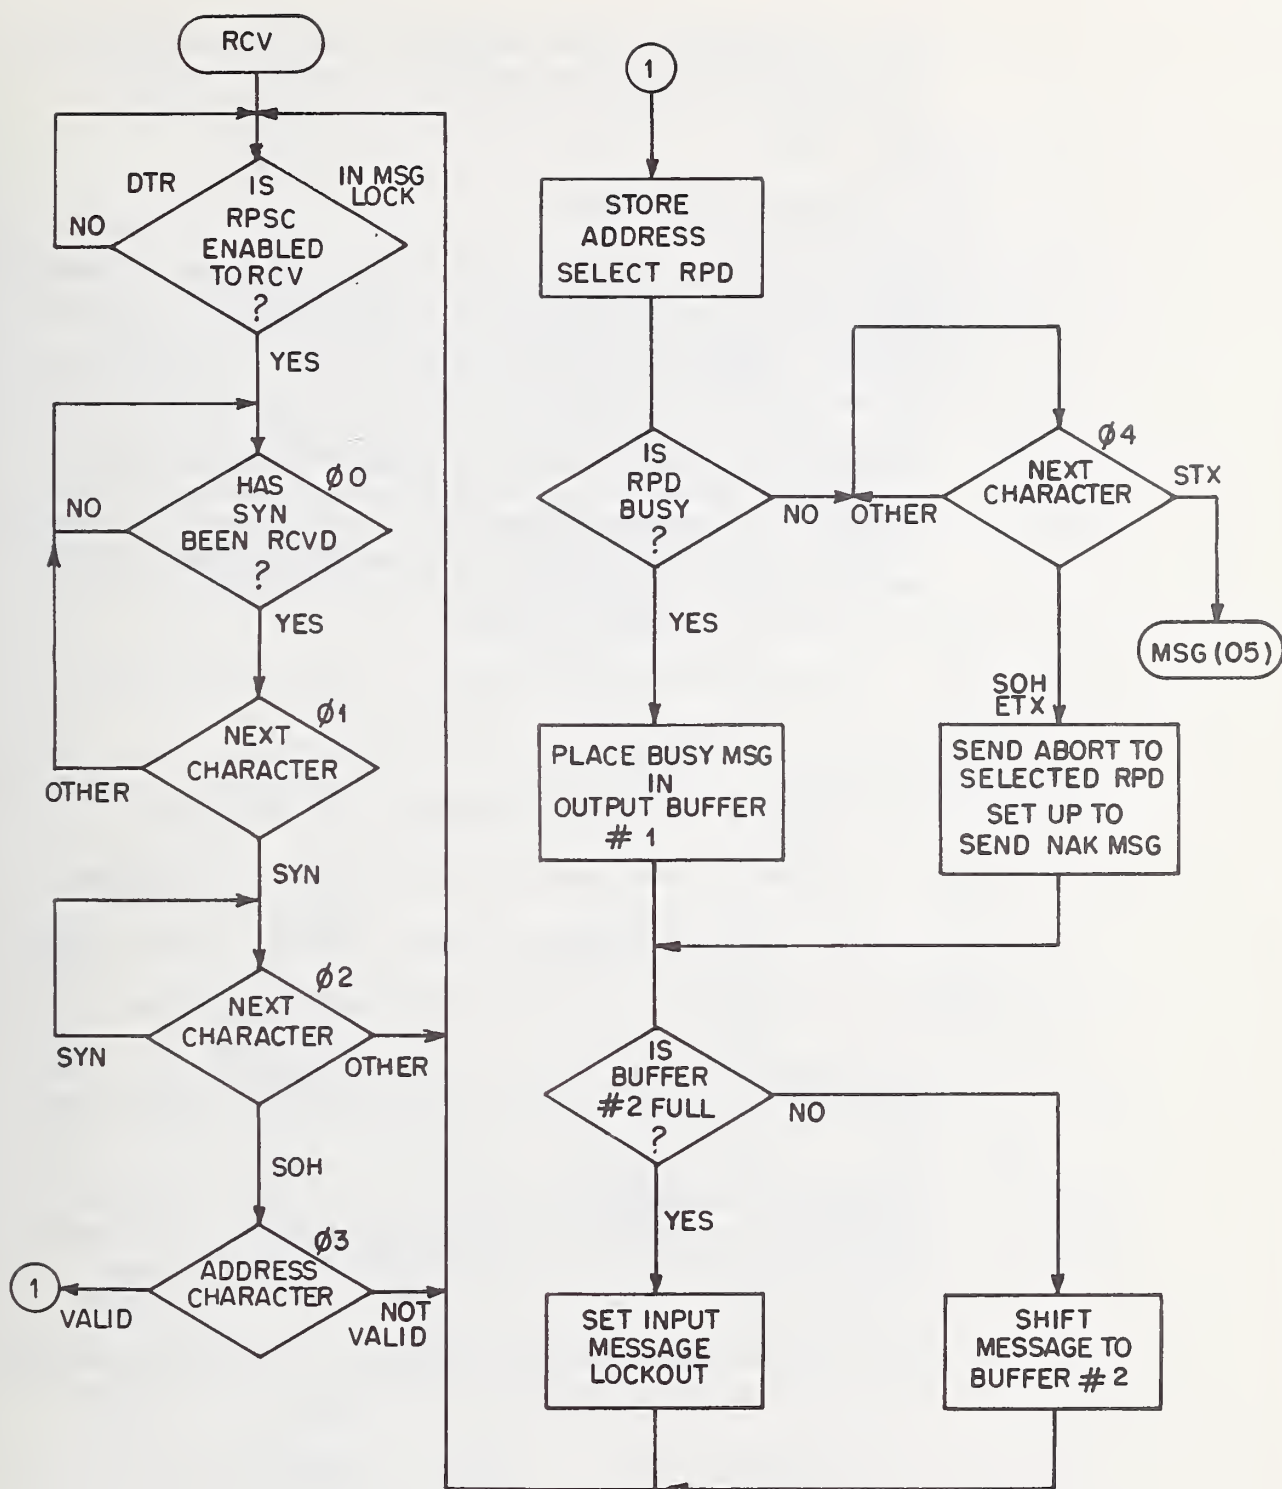 RCV
DTR
IN MSG
LOCK
IS
RPSC
ENABLED
TO RCV
?
NO
YES
HAS
SYN
BEEN RCVD
?
Ø0
NO
YES
NEXT
CHARACTER
Ø1
OTHER
SYN
NEXT
CHARACTER
Ø2
SYN
OTHER
SOH
ADDRESS
CHARACTER
Ø3
1
VALID
NOT
VALID
1
STORE
ADDRESS
SELECT RPD
IS
RPD
BUSY
?
NO
YES
OTHER
NEXT
CHARACTER
Ø4
STX
MSG (05)
SOH
ETX
PLACE BUSY MSG
IN
OUTPUT BUFFER
# 1
SEND ABORT TO
SELECTED RPD
SET UP TO
SEND NAK MSG
IS
BUFFER
#2 FULL
?
NO
YES
SET INPUT
MESSAGE
LOCKOUT
SHIFT
MESSAGE TO
BUFFER # 2